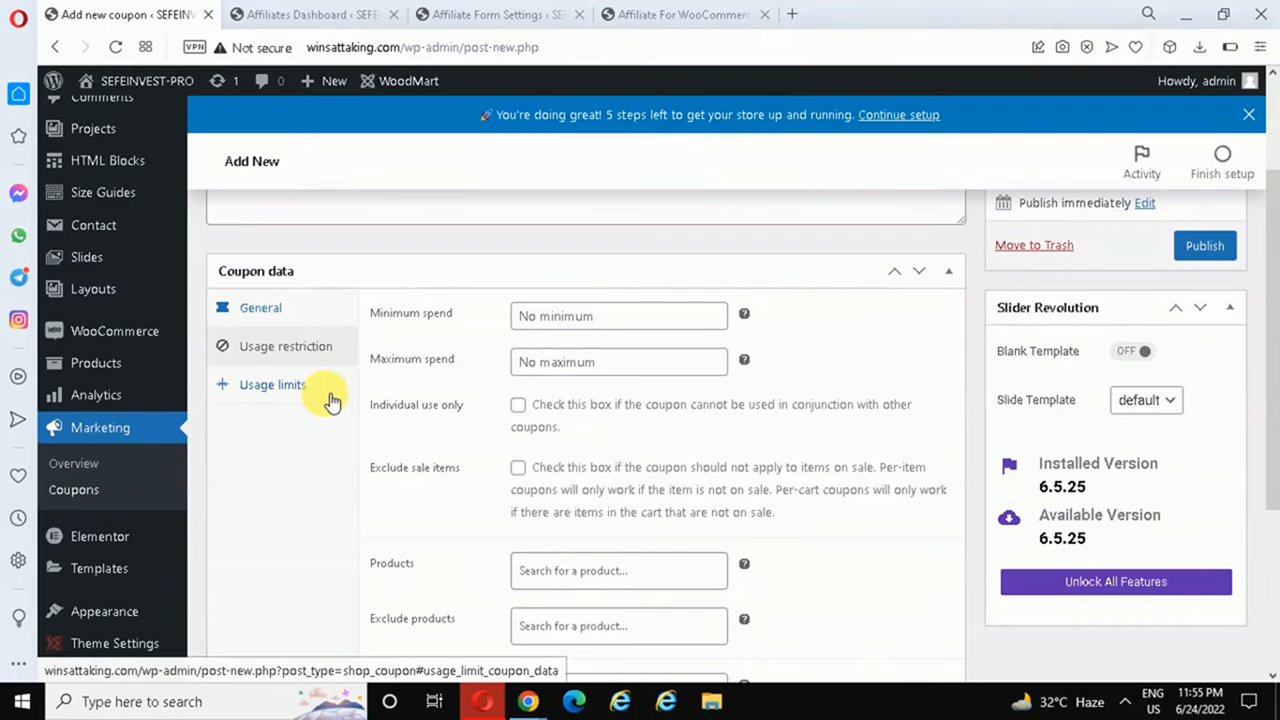 Add new coupon ‹ SEFEINVEST-PRO
Affiliates Dashboard ‹ SEFE
Affiliate Form Settings ‹ SEFE
Affiliate For WooCommerce
VPN
Not secure
winsattaking.com/wp-admin/post-new.php
SEFEINVEST-PRO
1
0
New
WoodMart
Howdy, admin
Comments
Projects
HTML Blocks
Size Guides
Contact
Slides
Layouts
WooCommerce
Products
Analytics
Marketing
Overview
Coupons
Elementor
Templates
Appearance
Theme Settings
You're doing great! 5 steps left to get your store up and running. Continue setup
Add New
Activity
Finish setup
Coupon data
General
Usage restriction
Usage limits
Minimum spend
No minimum
Maximum spend
No maximum
Individual use only
Check this box if the coupon cannot be used in conjunction with other
coupons.
Exclude sale items
Check this box if the coupon should not apply to items on sale. Per-item
coupons will only work if the item is not on sale. Per-cart coupons will only work
if there are items in the cart that are not on sale.
Products
Search for a product…
Exclude products
Search for a product…
Publish immediately Edit
Move to Trash
Publish
Slider Revolution
Blank Template
OFF
Slide Template
default
Installed Version
6.5.25
Available Version
6.5.25
Unlock All Features
winsattaking.com/wp-admin/post-new.php?post_type=shop_coupon#usage_limit_coupon_data
Type here to search
32°C Haze
ENG
US
11:55 PM
6/24/2022